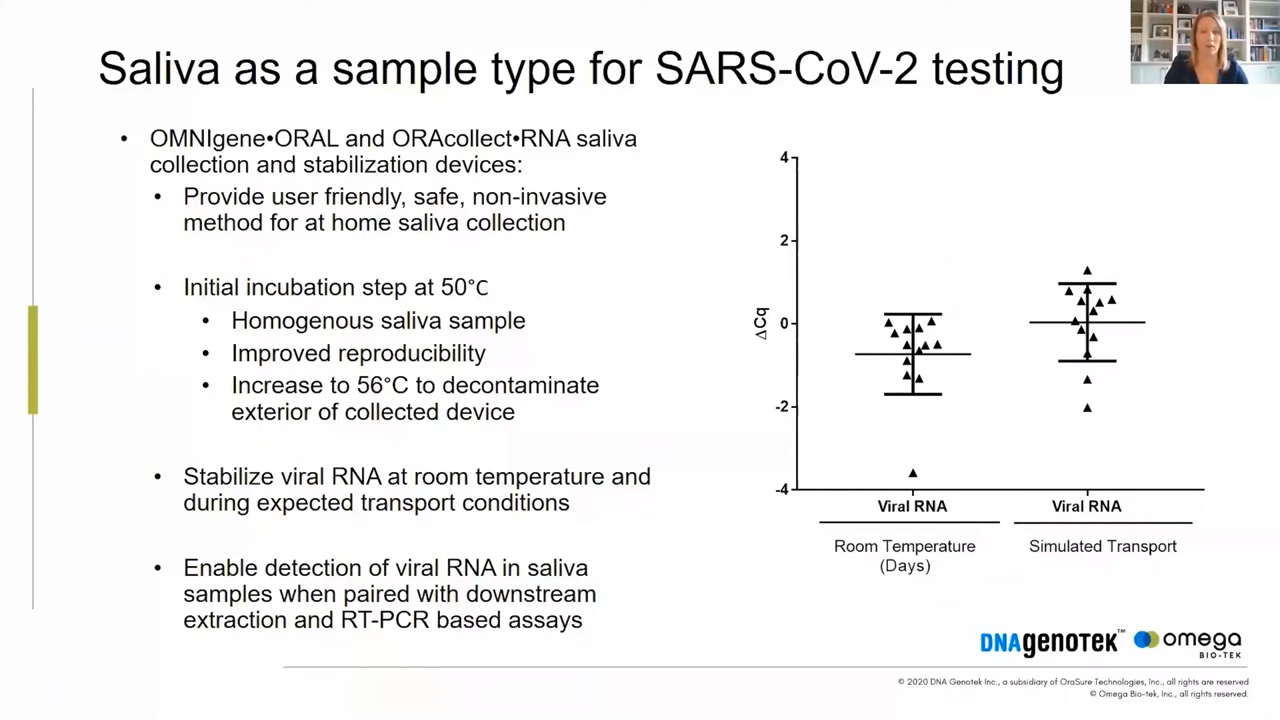 Saliva as a sample type for SARS-CoV-2 testing
• OMNIgene•ORAL and ORAcollect•RNA saliva
collection and stabilization devices:
• Provide user friendly, safe, non-invasive
method for at home saliva collection
• Initial incubation step at 50°C
• Homogenous saliva sample
• Improved reproducibility
• Increase to 56°C to decontaminate
exterior of collected device
• Stabilize viral RNA at room temperature and
during expected transport conditions
• Enable detection of viral RNA in saliva
samples when paired with downstream
extraction and RT-PCR based assays
4
2
0
-2
-4
ΔCq
Viral RNA
Viral RNA
Room Temperature
(Days)
Simulated Transport
DNAgenotek™
omega
BIO-TEK
© 2020 DNA Genotek Inc., a subsidiary of OraSure Technologies, Inc., all rights are reserved
© Omega Bio-tek, Inc., all rights reserved.